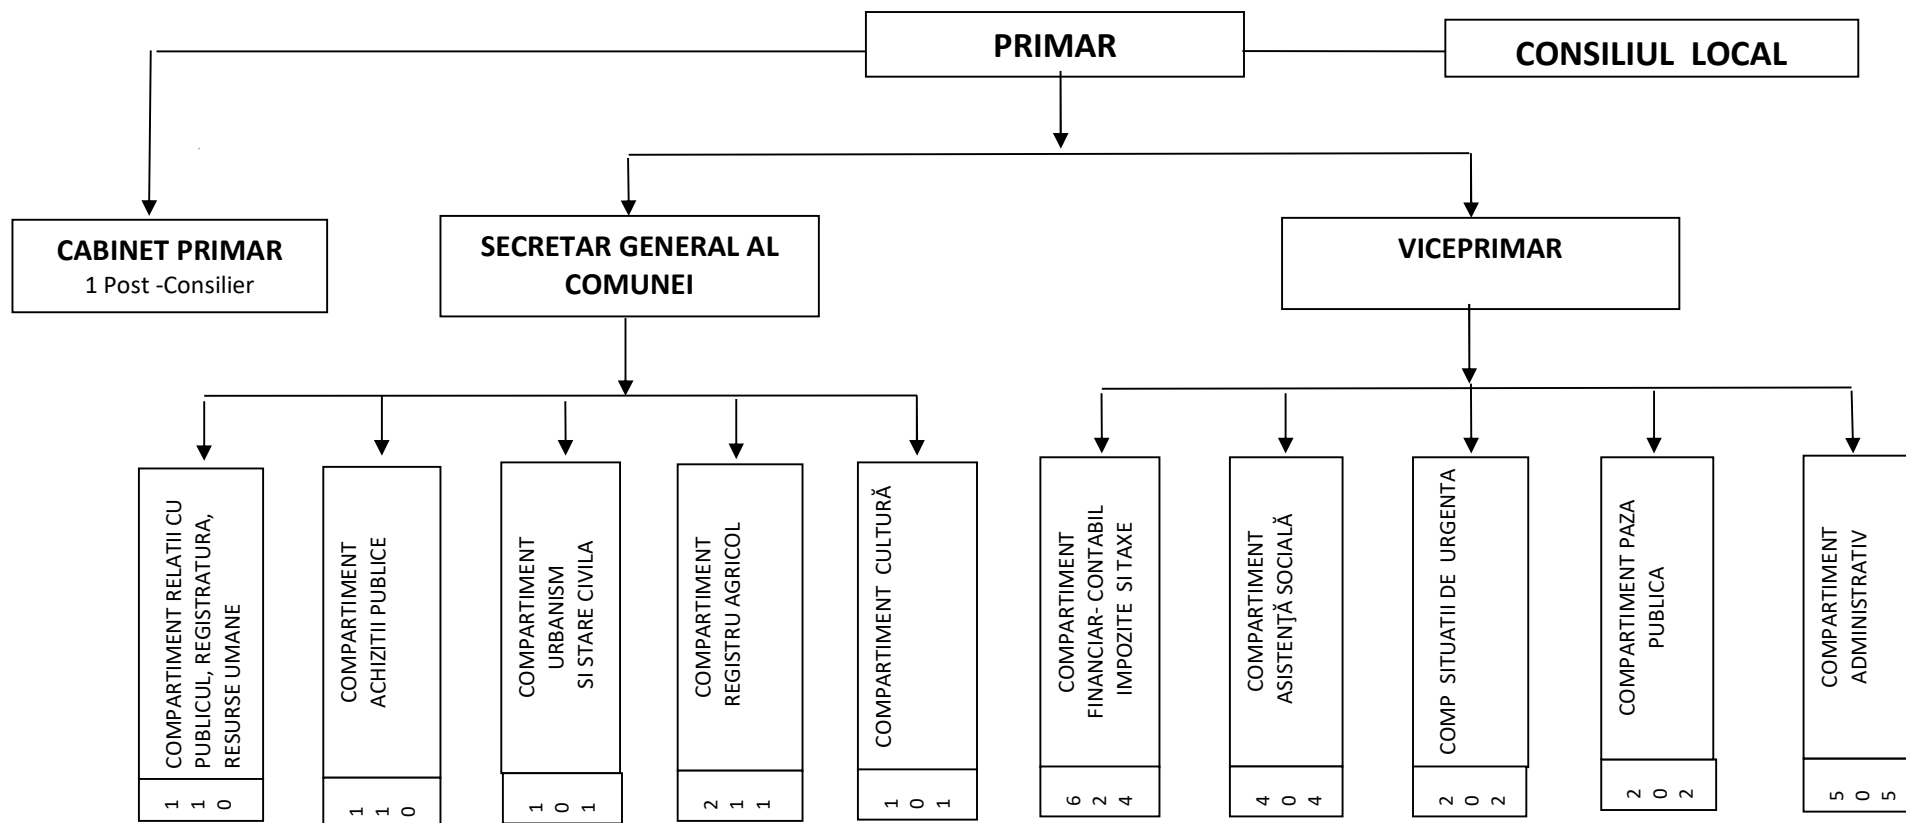 PRIMAR
CONSILIUL LOCAL
CABINET PRIMAR
1 Post -Consilier
SECRETAR GENERAL AL
COMUNEI
VICEPRIMAR
COMPARTIMENT RELATII CU
PUBLICUL, REGISTRATURA,
RESURSE UMANE
1
1
0
COMPARTIMENT
ACHIZITII PUBLICE
1
1
0
COMPARTIMENT
URBANISM
SI STARE CIVILA
1
0
1
COMPARTIMENT
REGISTRU AGRICOL
2
1
1
COMPARTIMENT CULTURĂ
1
0
1
COMPARTIMENT
FINANCIAR- CONTABIL
IMPOZITE SI TAXE
6
2
4
COMPARTIMENT
ASISTENŢĂ SOCIALĂ
4
0
4
COMP SITUATII DE URGENTA
2
0
2
COMPARTIMENT PAZA
PUBLICA
2
0
2
COMPARTIMENT
ADMINISTRATIV
5
0
5